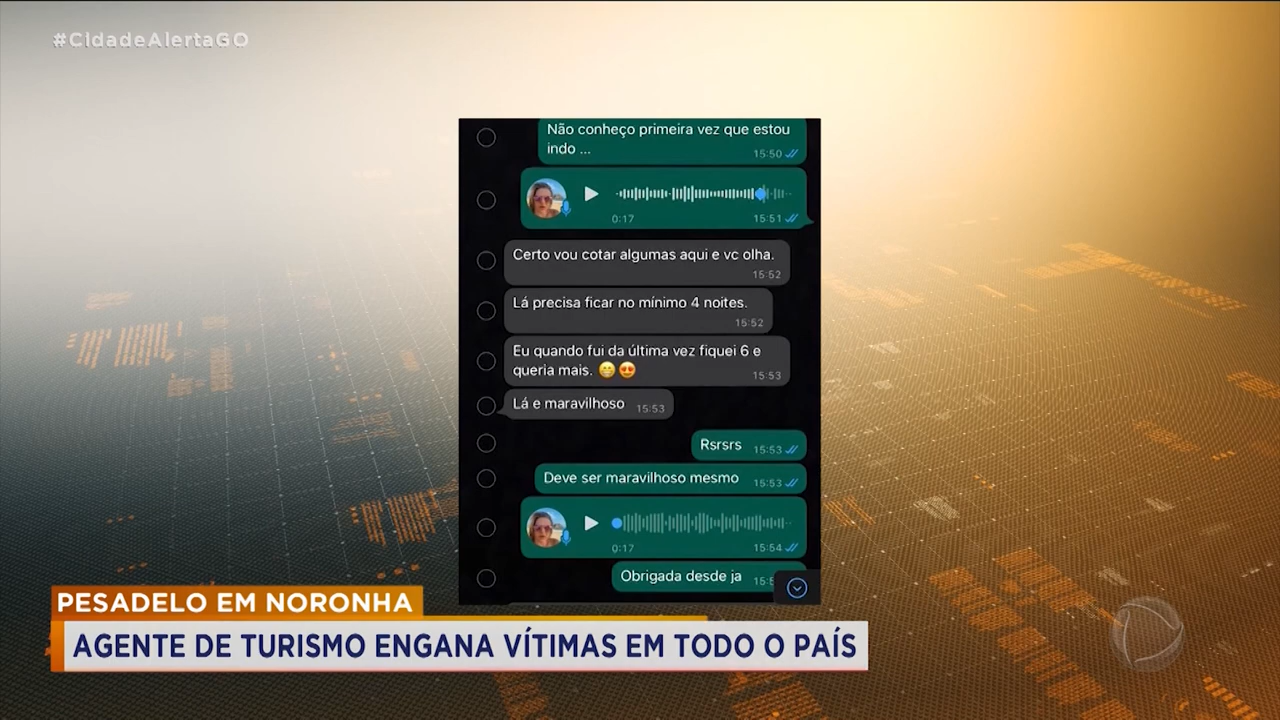 #CidadeAlertaGO
Não conheço primeira vez que estou
indo ...
15:50
0:17
15:51
Certo vou cotar algumas aqui e vc olha.
15:52
Lá precisa ficar no mínimo 4 noites.
15:52
Eu quando fui da última vez fiquei 6 e
queria mais. 😁😍
15:53
Lá e maravilhoso 15:53
Rsrsrs 15:53
Deve ser maravilhoso mesmo 15:53
0:17
15:54
Obrigada desde ja
PESADELO EM NORONHA
AGENTE DE TURISMO ENGANA VÍTIMAS EM TODO O PAÍS